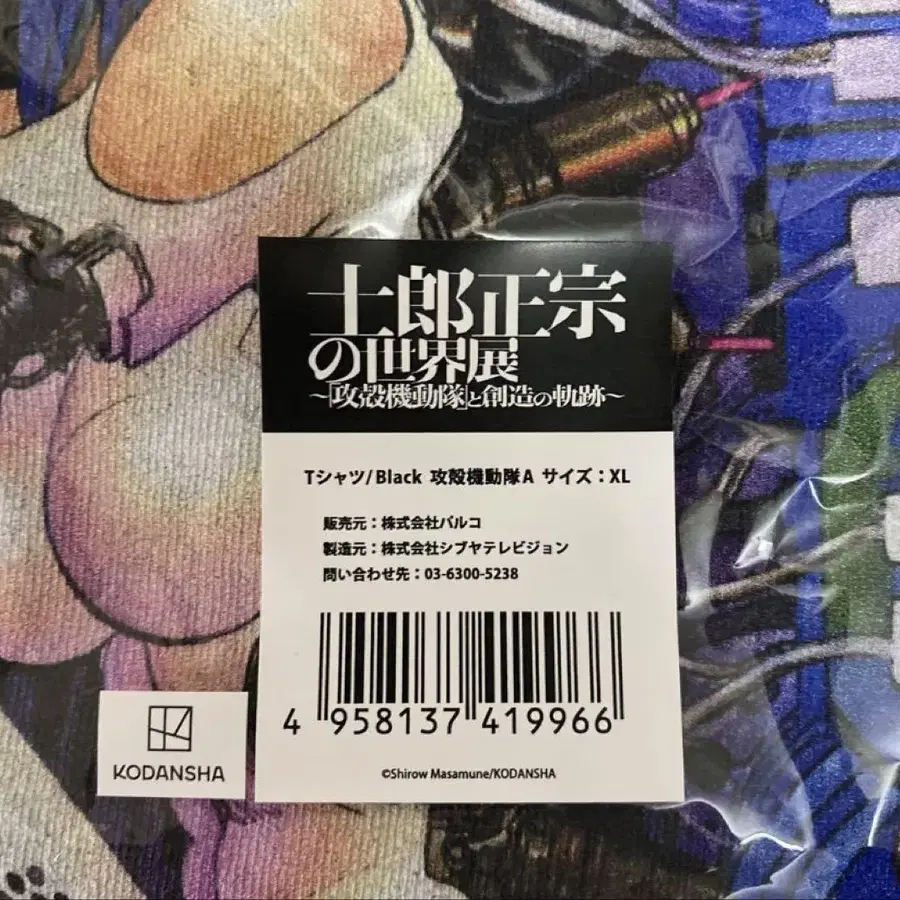 士郎正宗
の世界展
~「攻殻機動隊」と創造の軌跡~
Tシャツ/Black 攻殻機動隊A サイズ:XL
販売元:株式会社パルコ
製造元:株式会社シブヤテレビジョン
問い合わせ先:03-6300-5238
4 958137 419966
©Shirow Masamune/KODANSHA
KODANSHA